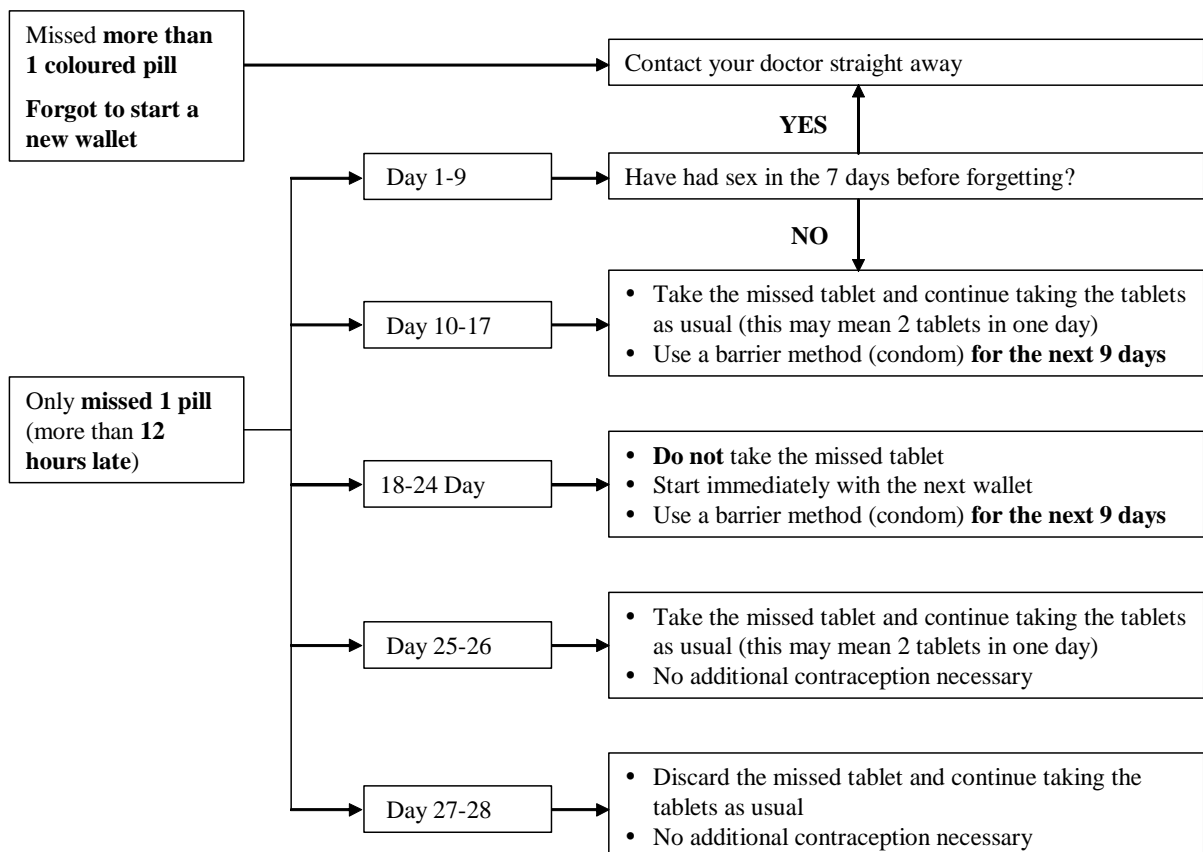 Missed more than
1 coloured pill
Forgot to start a
new wallet
Contact your doctor straight away
YES
Day 1-9
Have had sex in the 7 days before forgetting?
NO
Day 10-17
• Take the missed tablet and continue taking the tablets
as usual (this may mean 2 tablets in one day)
• Use a barrier method (condom) for the next 9 days
Only missed 1 pill
(more than 12
hours late)
18-24 Day
• Do not take the missed tablet
• Start immediately with the next wallet
• Use a barrier method (condom) for the next 9 days
Day 25-26
• Take the missed tablet and continue taking the tablets
as usual (this may mean 2 tablets in one day)
• No additional contraception necessary
Day 27-28
• Discard the missed tablet and continue taking the
tablets as usual
• No additional contraception necessary